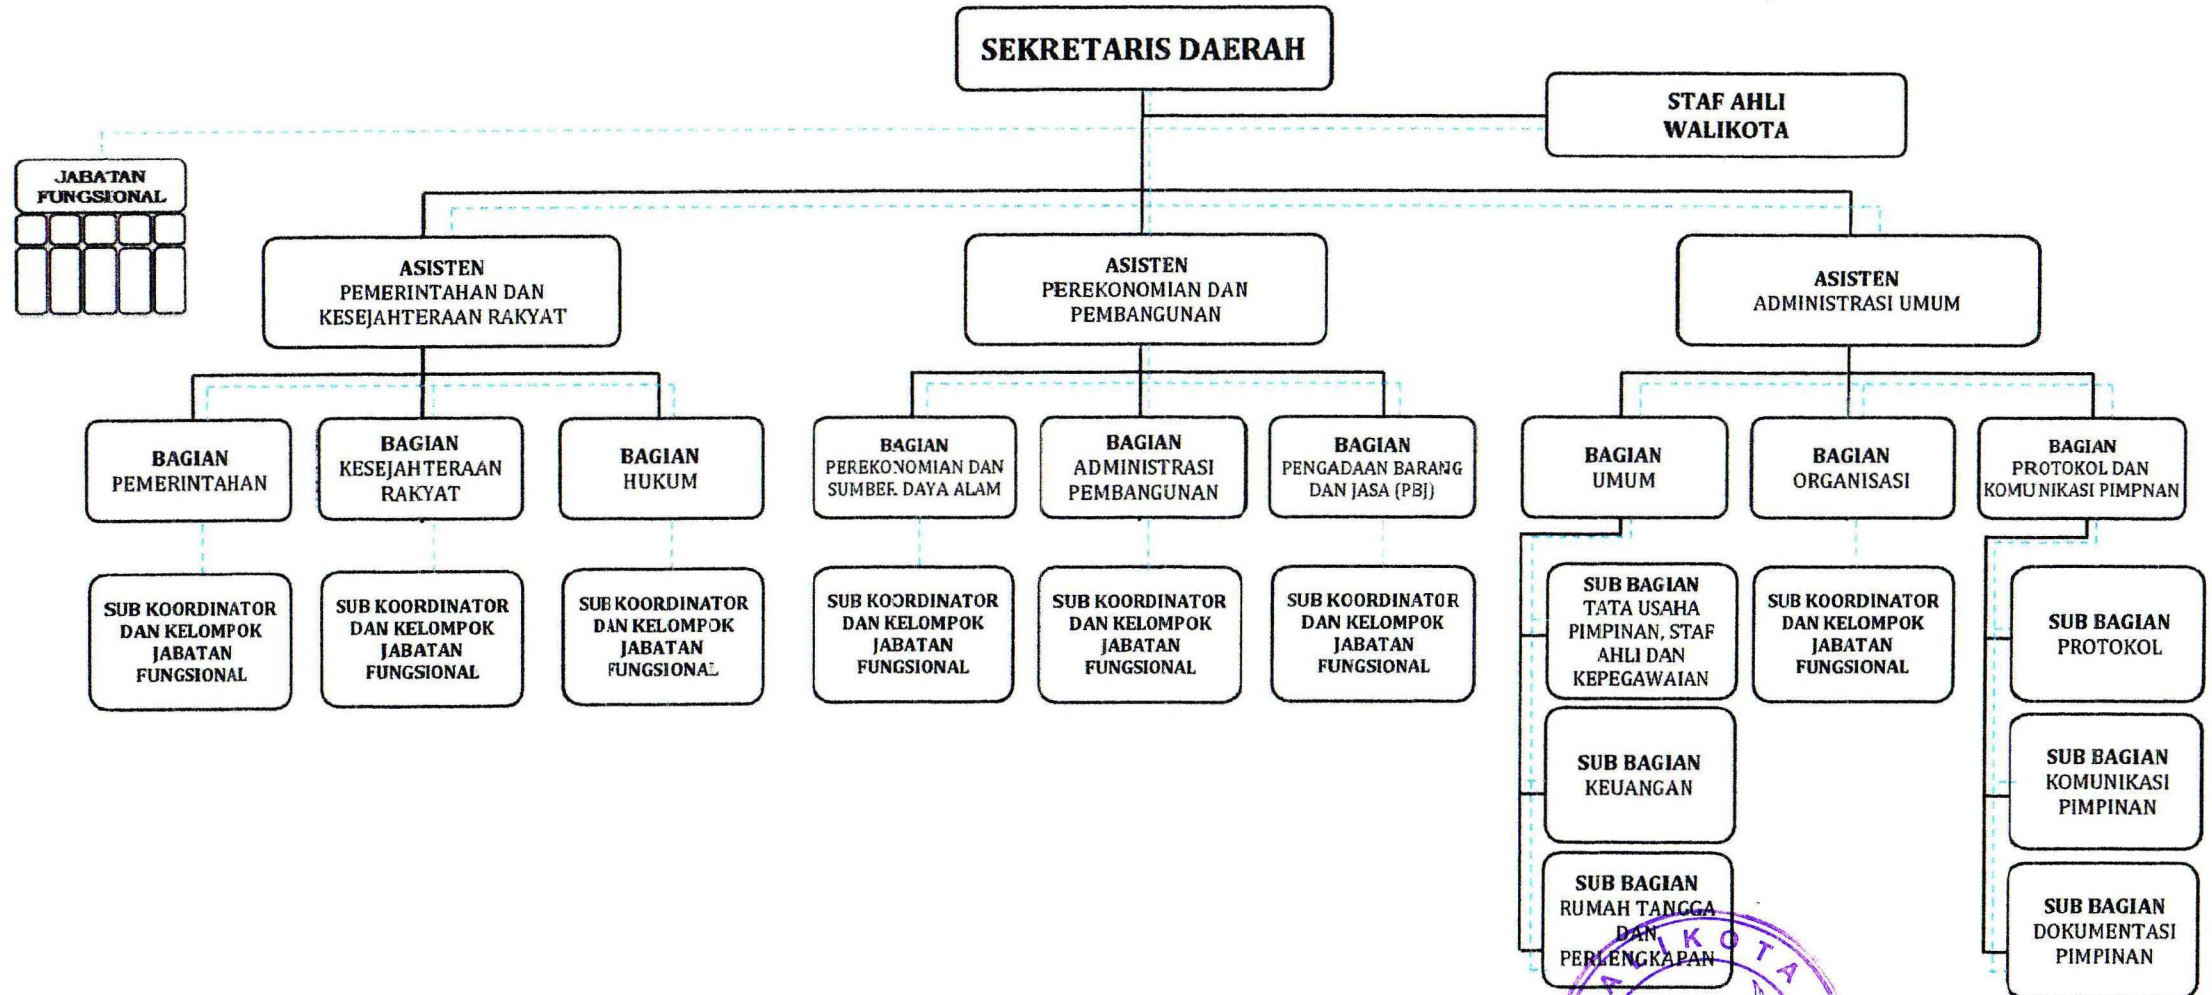 SEKRETARIS DAERAH
STAF AHLI
WALIKOTA
JABATAN
FUNGSIONAL
ASISTEN
PEMERINTAHAN DAN
KESEJAHTERAAN RAKYAT
ASISTEN
PEREKONOMIAN DAN
PEMBANGUNAN
ASISTEN
ADMINISTRASI UMUM
BAGIAN
PEMERINTAHAN
BAGIAN
KESEJAHTERAAN
RAKYAT
BAGIAN
HUKUM
BAGIAN
PEREKONOMIAN DAN
SUMBER DAYA ALAM
BAGIAN
ADMINISTRASI
PEMBANGUNAN
BAGIAN
PENGADAAN BARANG
DAN JASA (PBJ)
BAGIAN
UMUM
BAGIAN
ORGANISASI
BAGIAN
PROTOKOL DAN
KOMUNIKASI PIMPNAN
SUB KOORDINATOR
DAN KELOMPOK
JABATAN
FUNGSIONAL
SUB KOORDINATOR
DAN KELOMPOK
JABATAN
FUNGSIONAL
SUB KOORDINATOR
DAN KELOMPOK
JABATAN
FUNGSIONAL
SUB KOORDINATOR
DAN KELOMPOK
JABATAN
FUNGSIONAL
SUB KOORDINATOR
DAN KELOMPOK
JABATAN
FUNGSIONAL
SUB KOORDINATOR
DAN KELOMPOK
JABATAN
FUNGSIONAL
SUB BAGIAN
TATA USAHA
PIMPINAN, STAF
AHLI DAN
KEPEGAWAIAN
SUB KOORDINATOR
DAN KELOMPOK
JABATAN
FUNGSIONAL
SUB BAGIAN
PROTOKOL
SUB BAGIAN
KEUANGAN
SUB BAGIAN
KOMUNIKASI
PIMPINAN
SUB BAGIAN
RUMAH TANGGA
DAN
PERLENGKAPAN
SUB BAGIAN
DOKUMENTASI
PIMPINAN
ALIKOTA